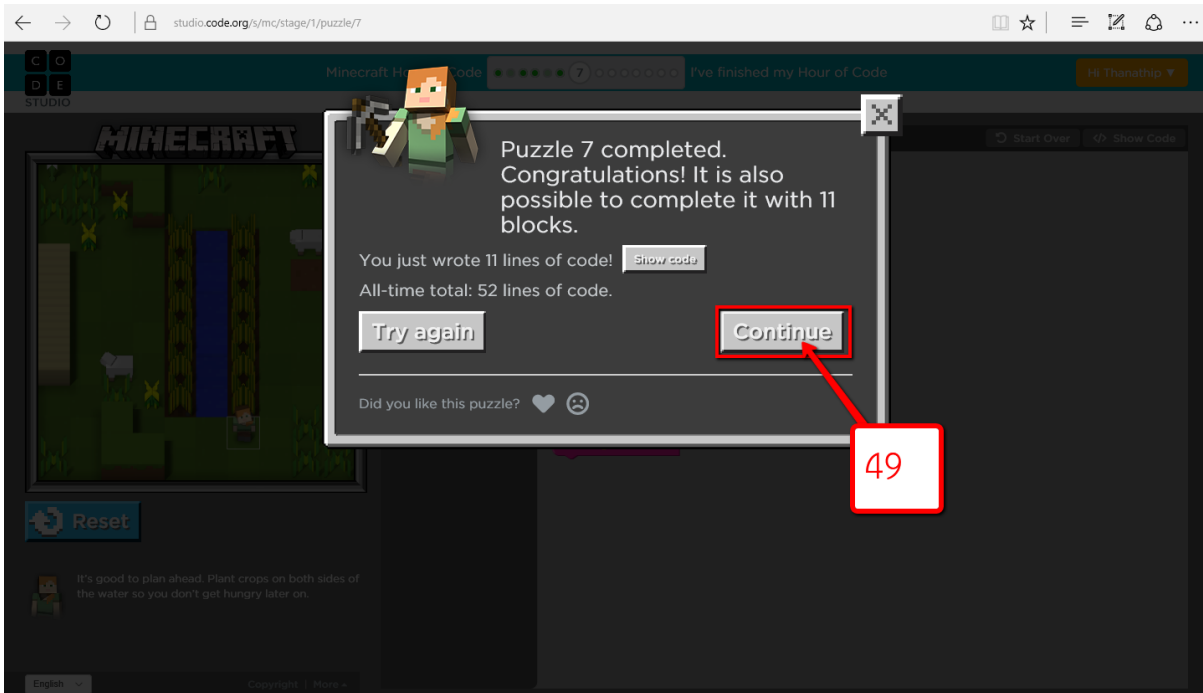 studio.code.org/s/mc/stage/1/puzzle/7
CODE
STUDIO
Minecraft Hour of Code
7
I've finished my Hour of Code
Hi Thanathip ▼
MINECRAFT
Start Over
</> Show Code
Puzzle 7 completed.
Congratulations! It is also
possible to complete it with 11
blocks.
You just wrote 11 lines of code!
Show code
All-time total: 52 lines of code.
Try again
Continue
Did you like this puzzle?
49
Reset
It's good to plan ahead. Plant crops on both sides of
the water so you don't get hungry later on.
English
Copyright | More